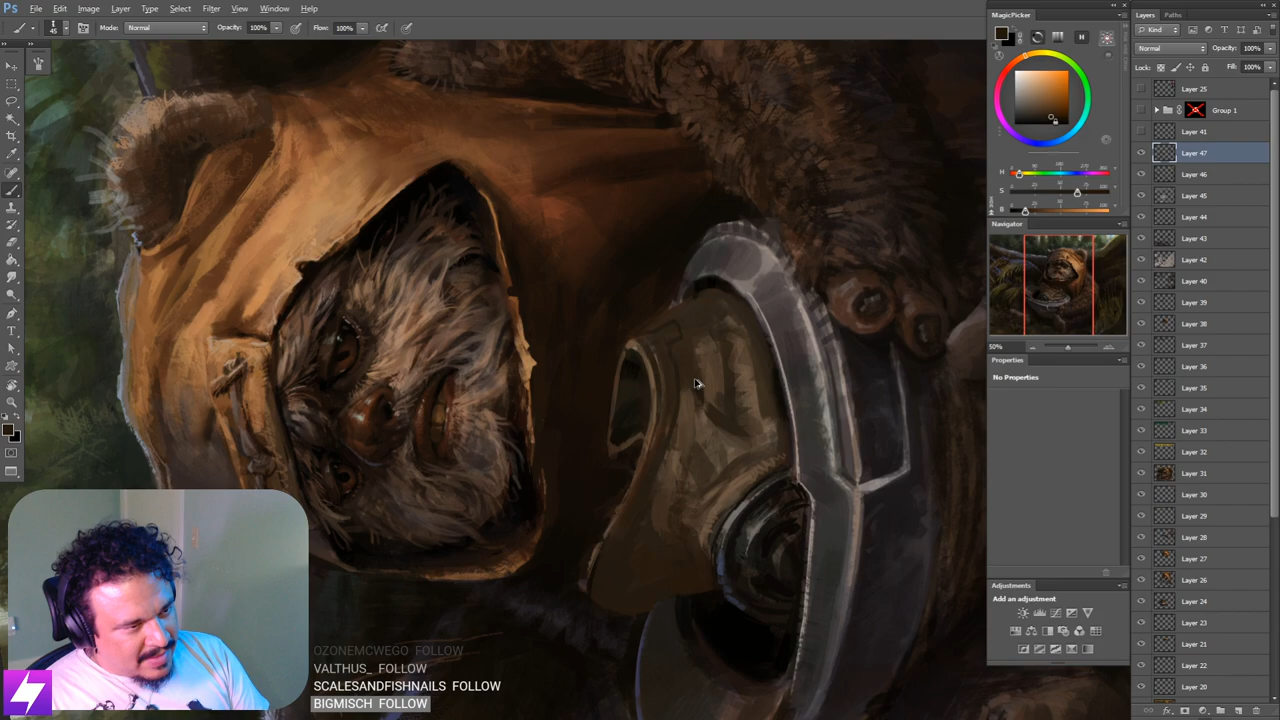 Ps File Edit Image Layer Type Select Filter View Window Help
45 Mode: Normal Opacity: 100% Flow: 100%
MagicPicker
H
H
S
B
Navigator
50%
Properties
No Properties
Adjustments
Add an adjustment
Layers Paths
Kind
Normal Opacity: 100%
Lock: Fill: 100%
Layer 25
Group 1
Layer 41
Layer 47
Layer 46
Layer 45
Layer 44
Layer 43
Layer 42
Layer 40
Layer 39
Layer 38
Layer 37
Layer 36
Layer 35
Layer 34
Layer 33
Layer 32
Layer 31
Layer 30
Layer 29
Layer 28
Layer 27
Layer 26
Layer 24
Layer 23
Layer 21
Layer 22
Layer 20
fx
OZONEMCWEGO FOLLOW
VALTHUS_ FOLLOW
SCALESANDFISHNAILS FOLLOW
BIGMISCH FOLLOW